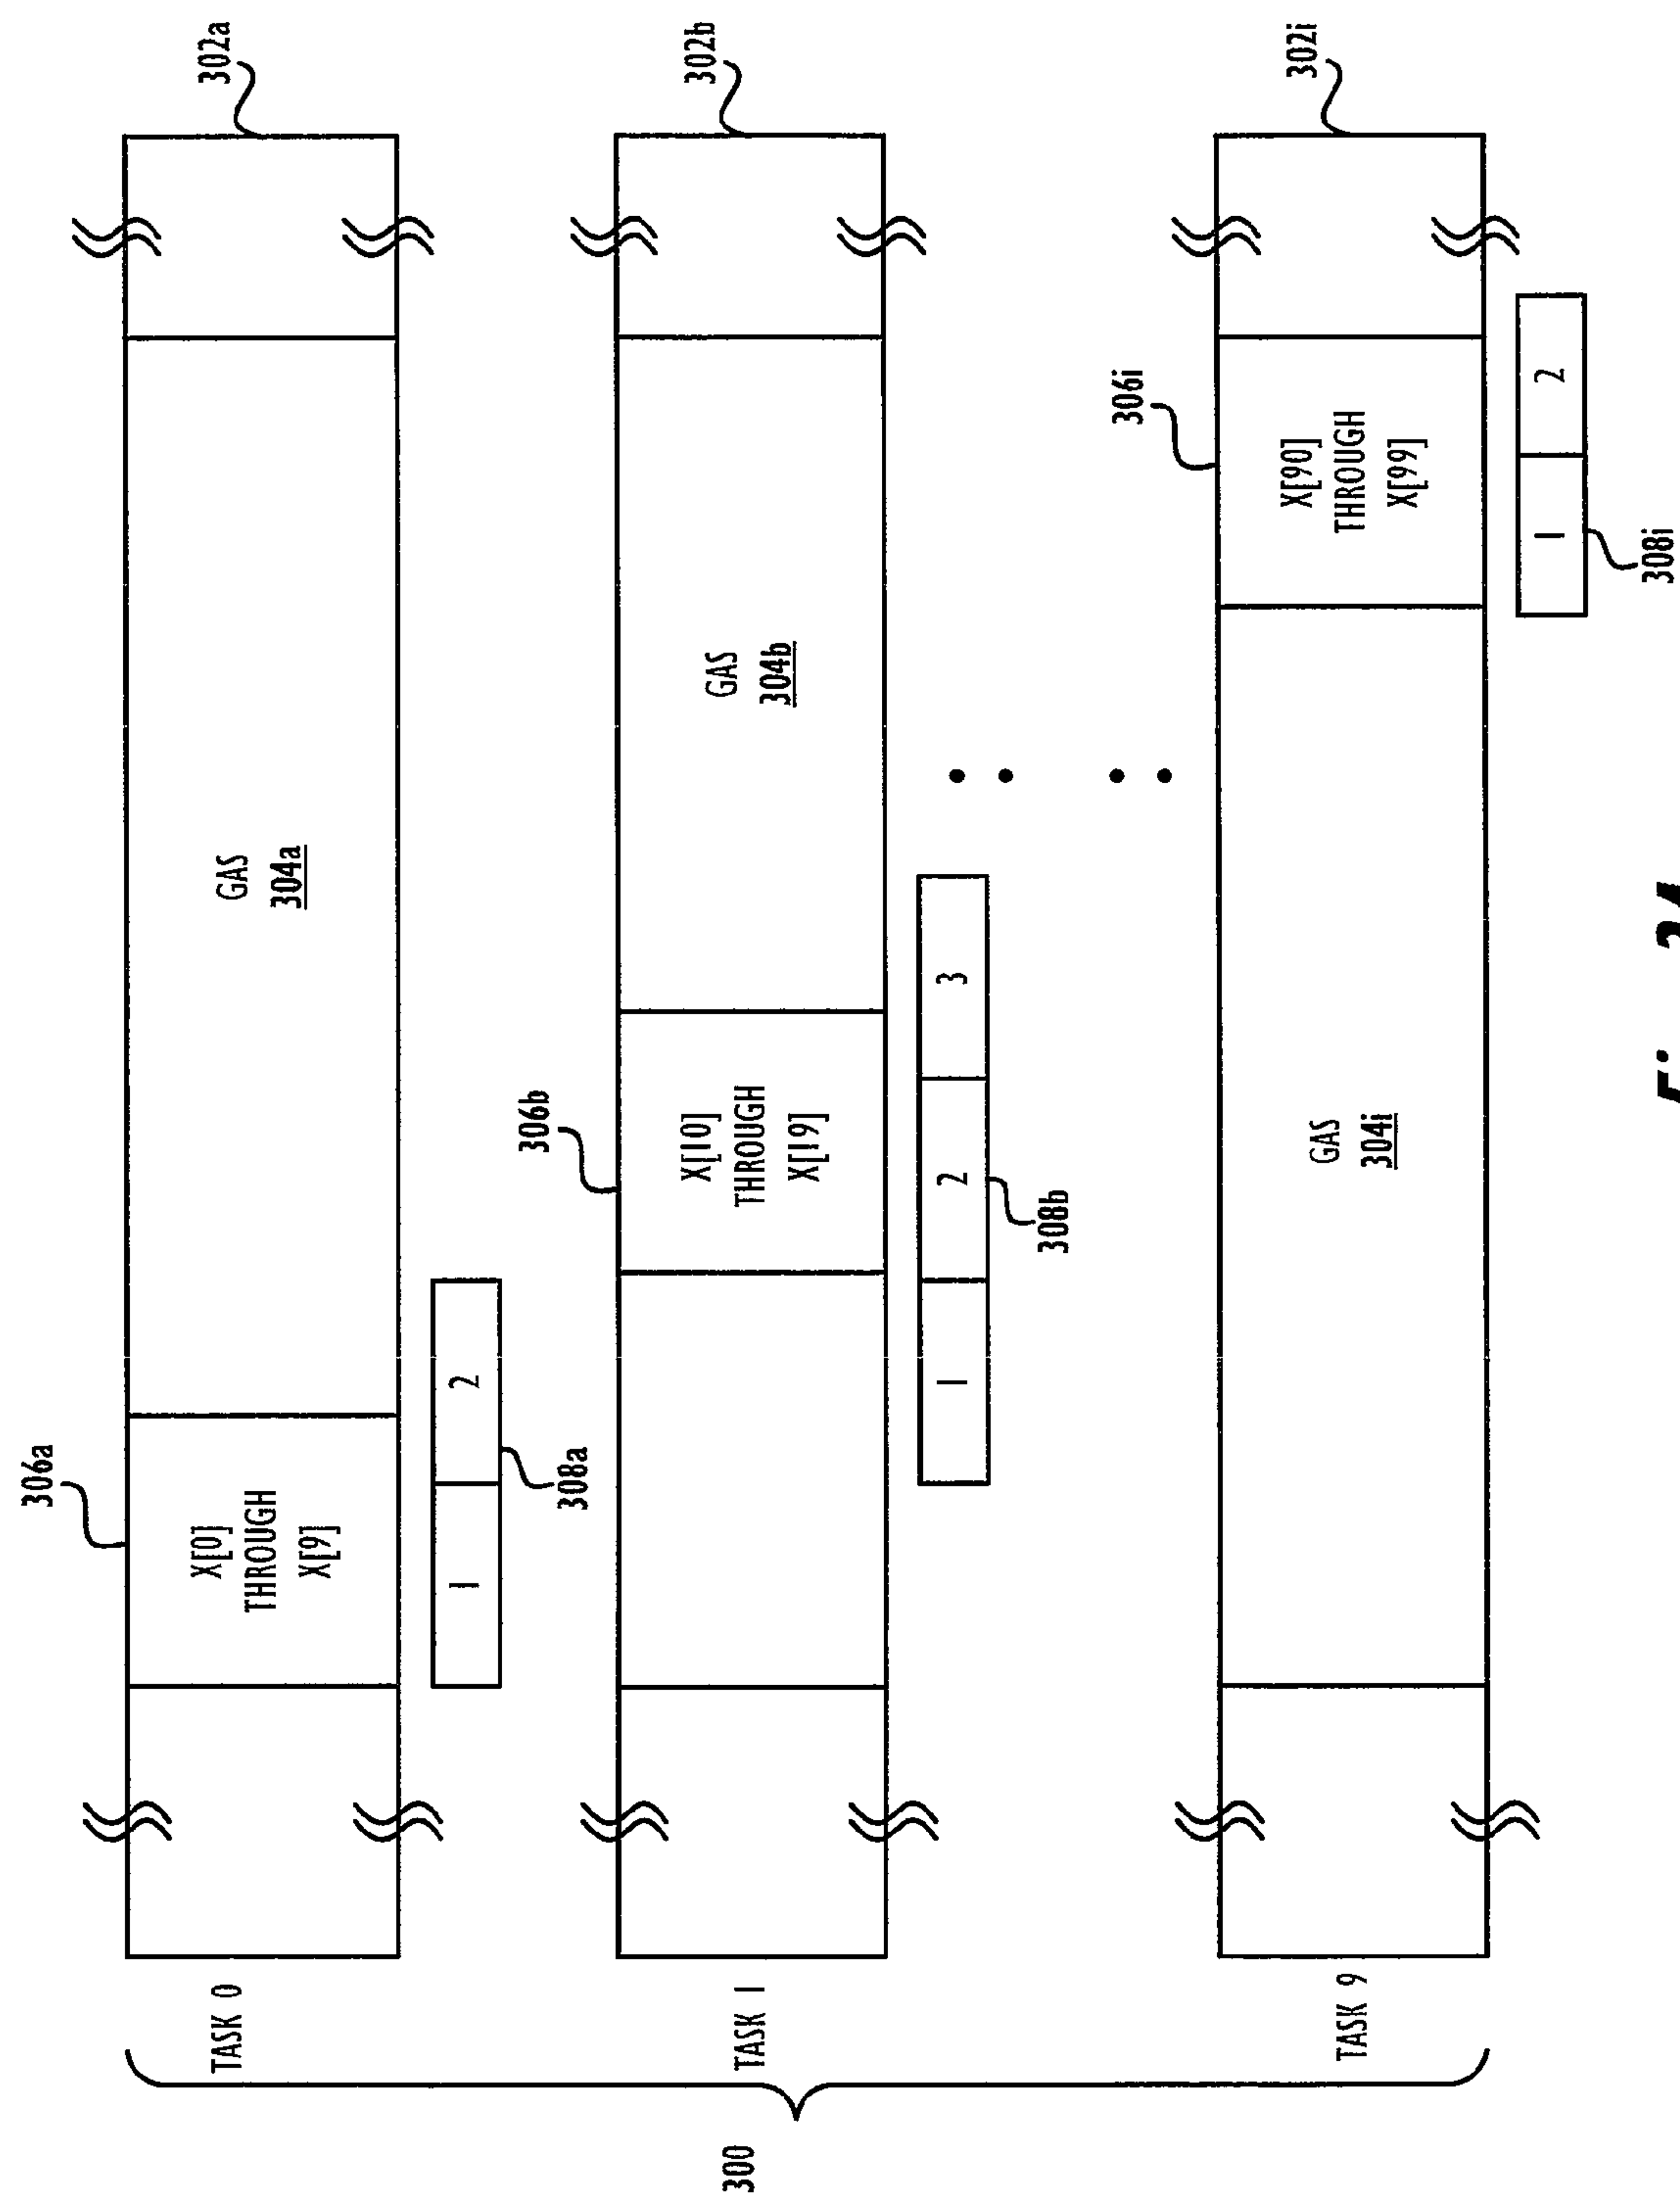 302a
302b
302i
GAS
304a
306a
X[0]
THROUGH
X[9]
1
2
308a
TASK 0
GAS
304b
306b
X[10]
THROUGH
X[19]
1
2
3
308b
TASK 1
306i
X[90]
THROUGH
X[99]
GAS
304i
1
2
308i
TASK 9
300